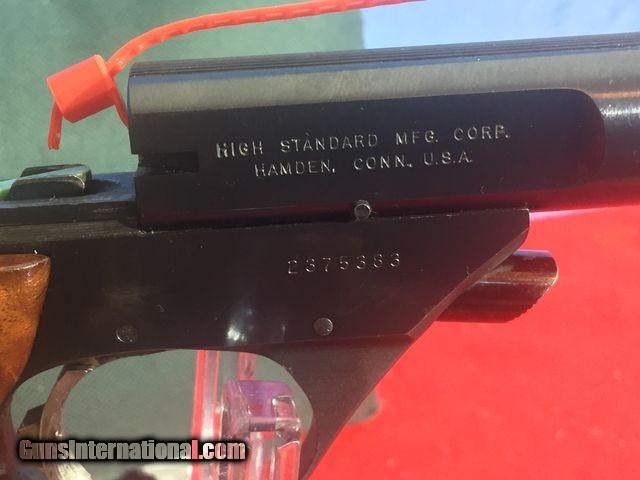 HIGH STANDARD MFG. CORP.
HAMDEN, CONN., U.S.A.
2375383
GunsInternational.com